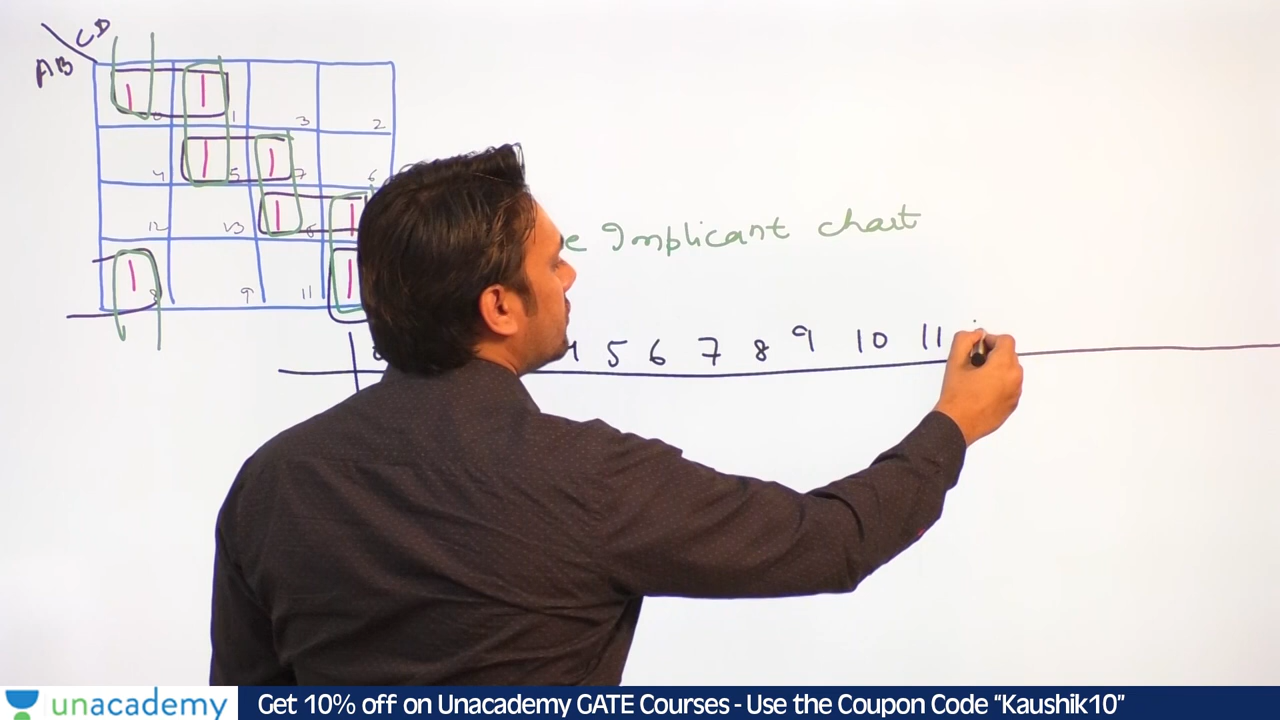 CD
AB
1 0 1 1 3 2
4 1 5 1 7 6
12 13 1 1
1 8 9 11 1
Implicant chart
5 6 7 8 9 10 11
unacademy
Get 10% off on Unacademy GATE Courses - Use the Coupon Code "Kaushik10"